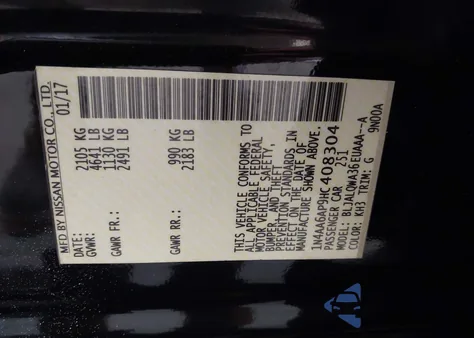 MFD BY NISSAN MOTOR CO., LTD.
01/17
GVWR: 2105 KG
4641 LB
GAWR FR: 1130 KG
2491 LB
GAWR RR: 990 KG
2183 LB
THIS VEHICLE CONFORMS TO
ALL APPLICABLE FEDERAL
MOTOR VEHICLE SAFETY,
BUMPER, AND THEFT
PREVENTION STANDARDS IN
EFFECT ON THE DATE OF
MANUFACTURE SHOWN ABOVE.
1N4AA6AP9HC408304
PASSENGER CAR Z51
MODEL: BLJALQWA36EUAAA--A
COLOR: KH3 TRIM: G 9N00A